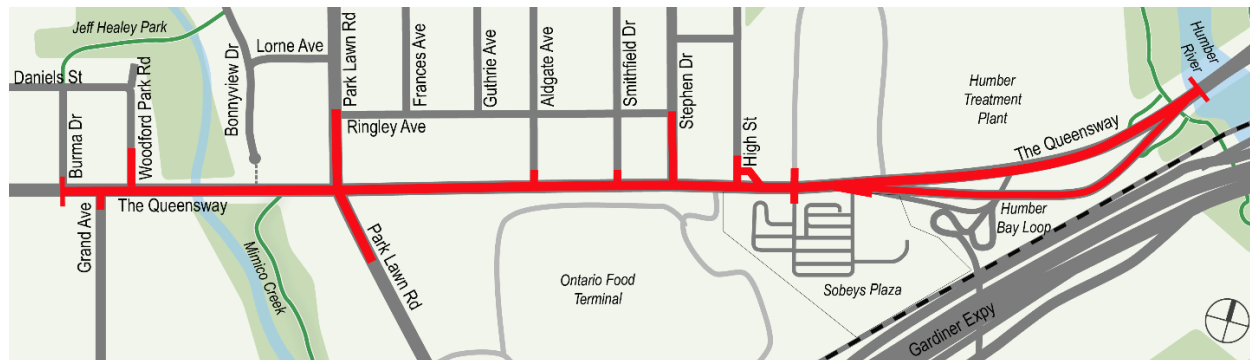 Jeff Healey Park
Daniels St
Burma Dr
Woodford Park Rd
Bonnyview Dr
Lorne Ave
Park Lawn Rd
Frances Ave
Guthrie Ave
Aldgate Ave
Smithfield Dr
Stephen Dr
High St
Ringley Ave
Humber
Treatment
Plant
Humber
River
The Queensway
The Queensway
Grand Ave
Mimico Creek
Park Lawn Rd
Ontario Food
Terminal
Sobeys Plaza
Humber
Bay Loop
Gardiner Expy